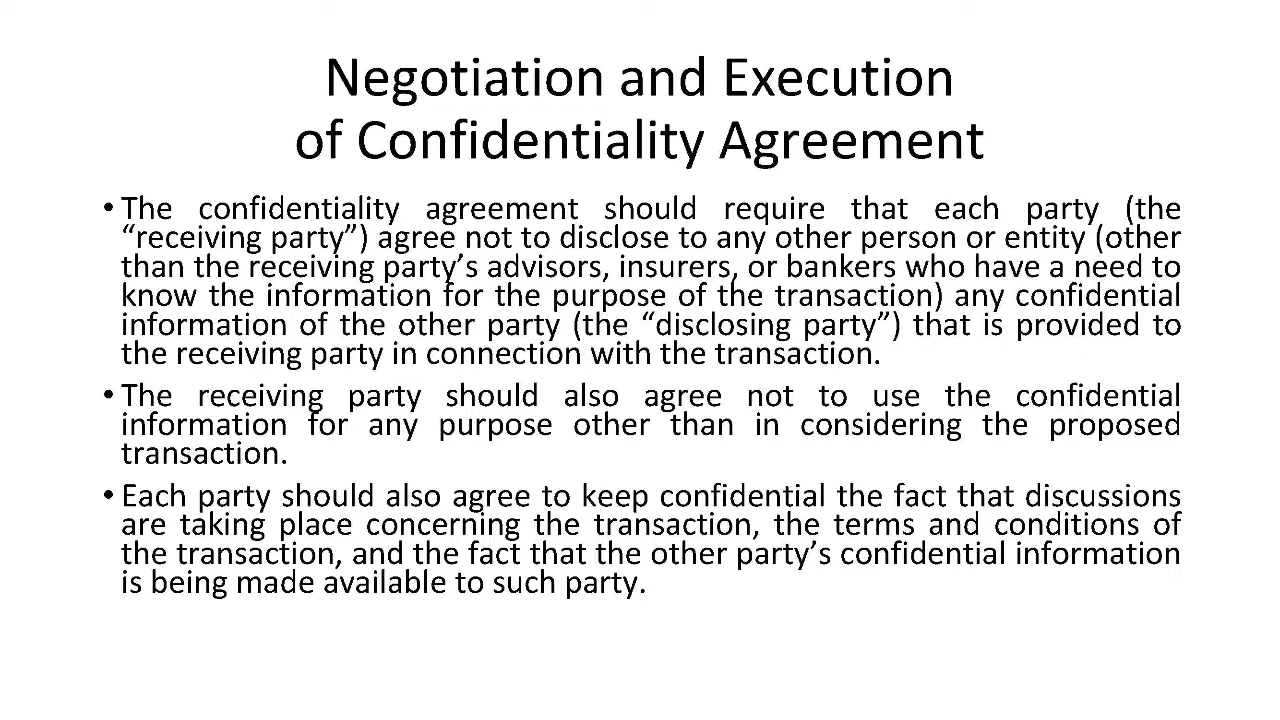 Negotiation and Execution
of Confidentiality Agreement
• The confidentiality agreement should require that each party (the
“receiving party”) agree not to disclose to any other person or entity (other
than the receiving party’s advisors, insurers, or bankers who have a need to
know the information for the purpose of the transaction) any confidential
information of the other party (the “disclosing party”) that is provided to
the receiving party in connection with the transaction.
• The receiving party should also agree not to use the confidential
information for any purpose other than in considering the proposed
transaction.
• Each party should also agree to keep confidential the fact that discussions
are taking place concerning the transaction, the terms and conditions of
the transaction, and the fact that the other party’s confidential information
is being made available to such party.